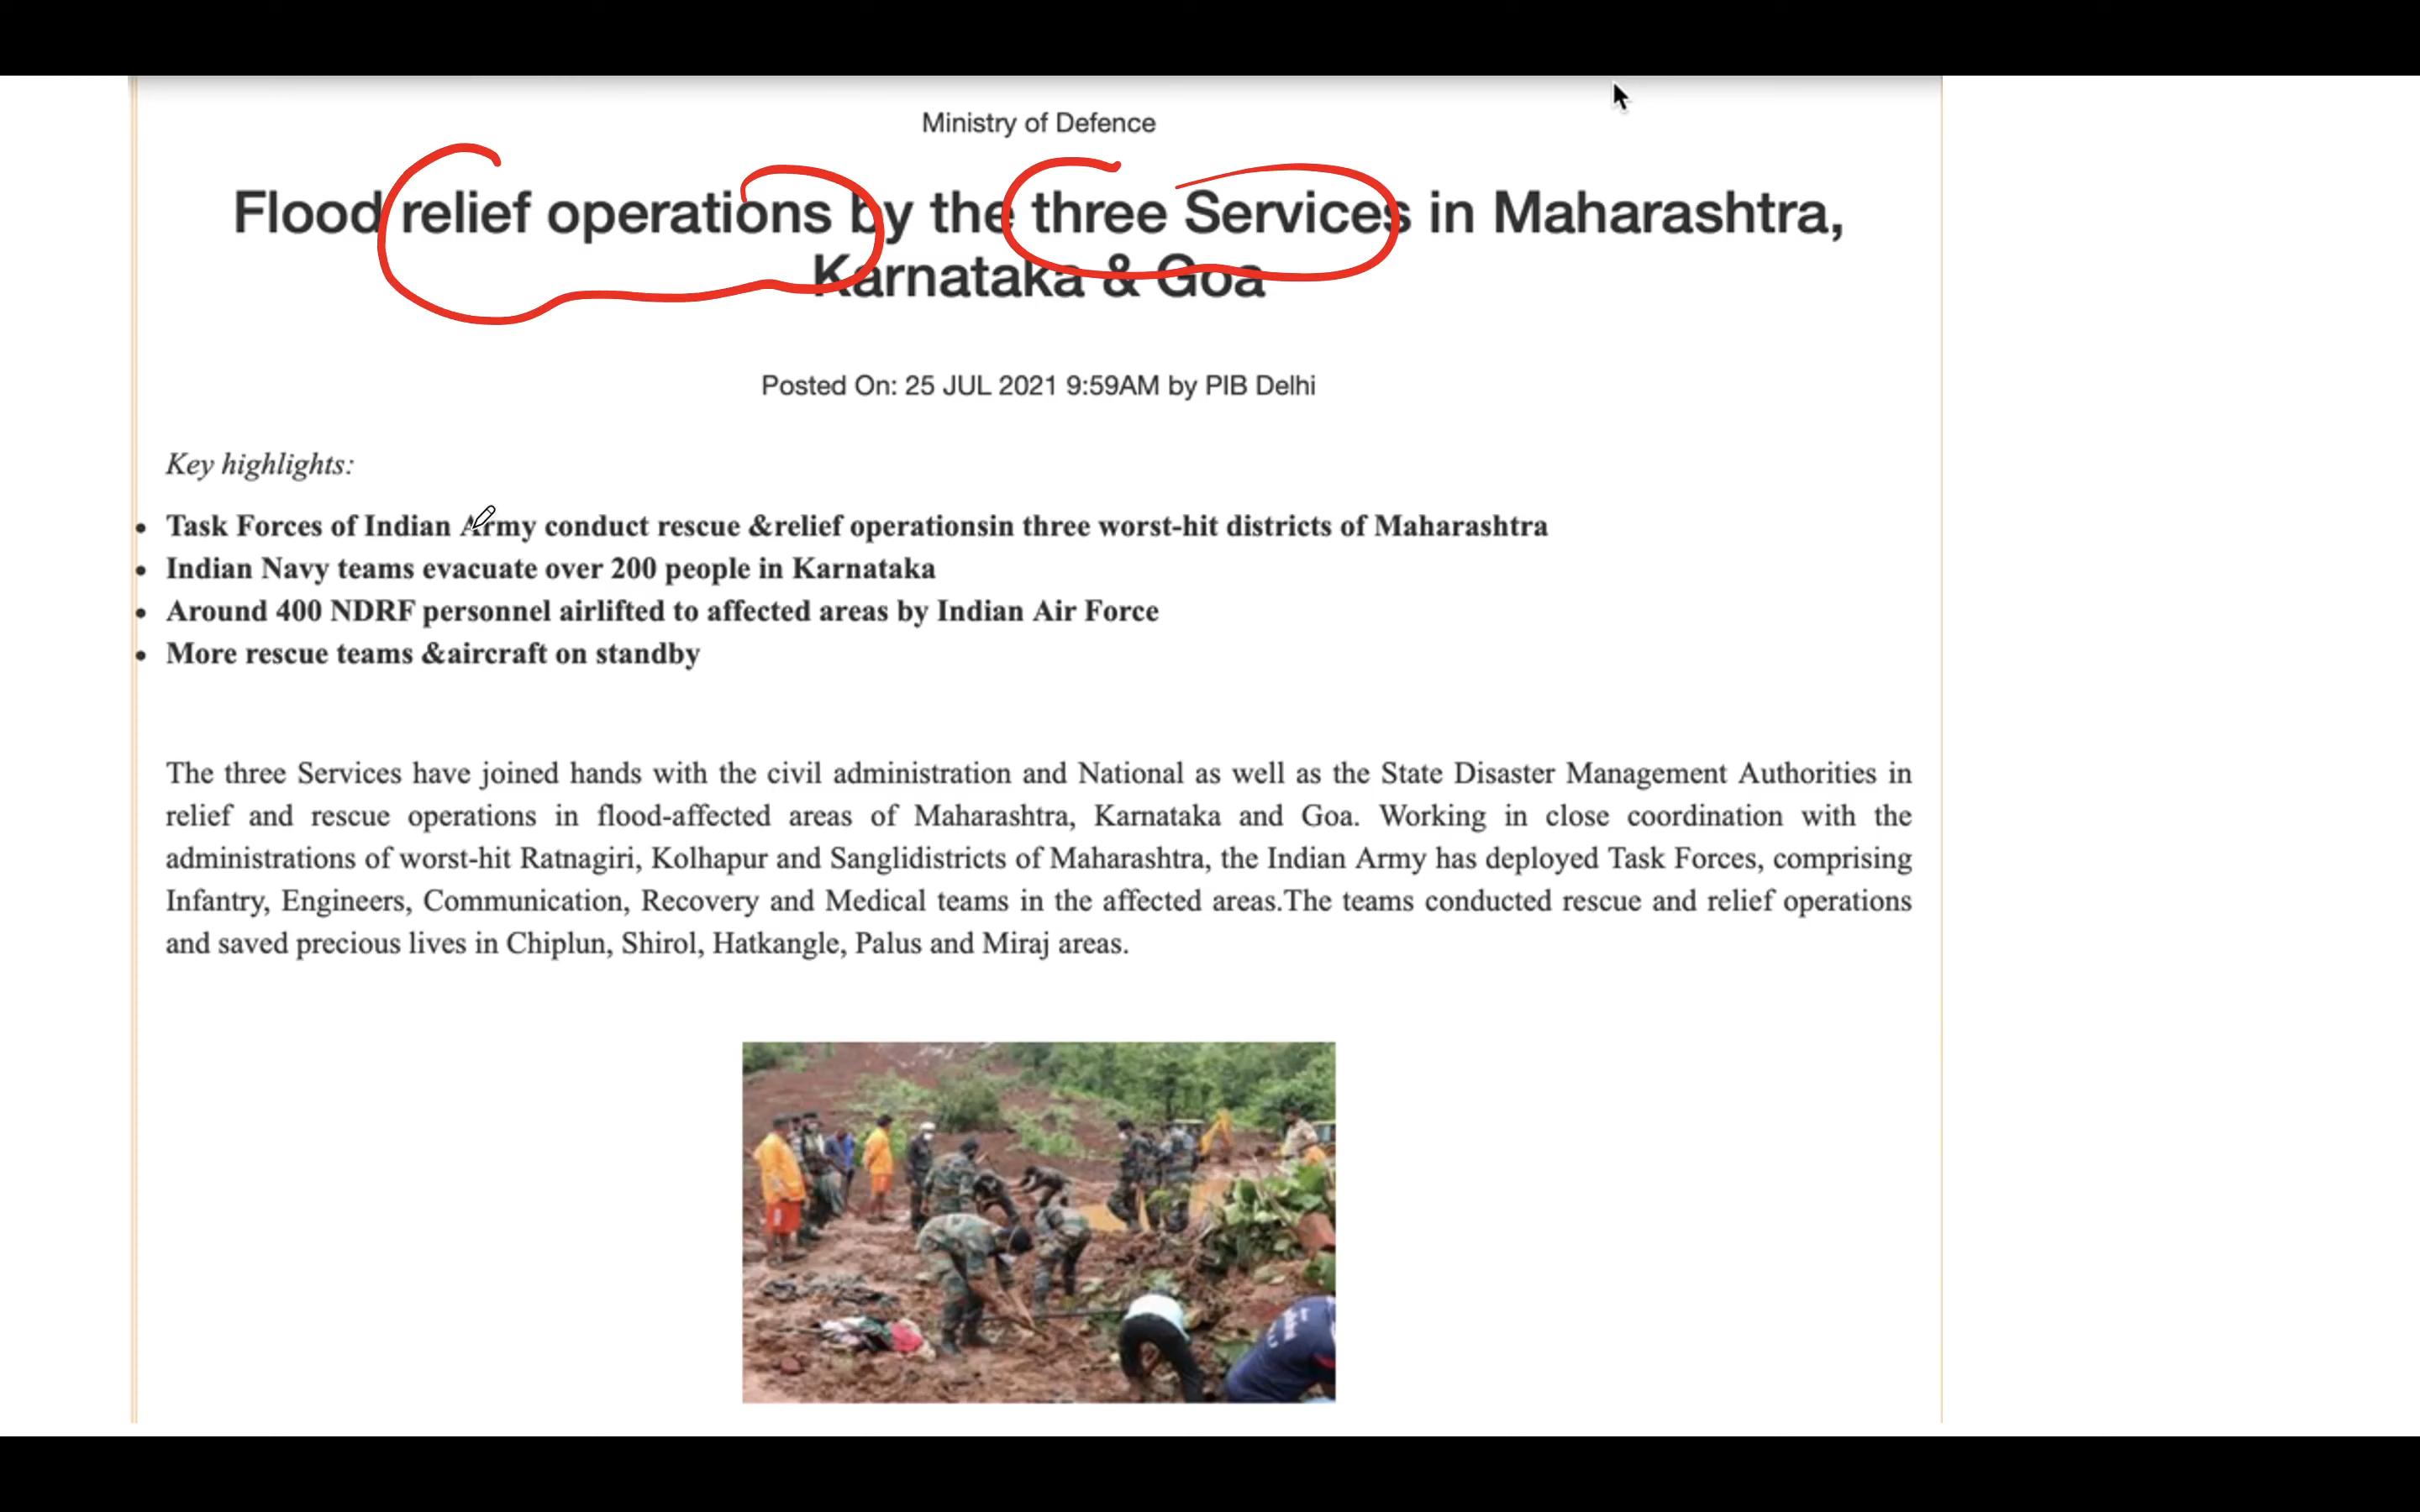 Ministry of Defence
Flood relief operations by the three Services in Maharashtra,
Karnataka & Goa
Posted On: 25 JUL 2021 9:59AM by PIB Delhi
Key highlights:
• Task Forces of Indian Army conduct rescue &relief operationsin three worst-hit districts of Maharashtra
• Indian Navy teams evacuate over 200 people in Karnataka
• Around 400 NDRF personnel airlifted to affected areas by Indian Air Force
• More rescue teams &aircraft on standby
The three Services have joined hands with the civil administration and National as well as the State Disaster Management Authorities in
relief and rescue operations in flood-affected areas of Maharashtra, Karnataka and Goa. Working in close coordination with the
administrations of worst-hit Ratnagiri, Kolhapur and Sanglidistricts of Maharashtra, the Indian Army has deployed Task Forces, comprising
Infantry, Engineers, Communication, Recovery and Medical teams in the affected areas.The teams conducted rescue and relief operations
and saved precious lives in Chiplun, Shirol, Hatkangle, Palus and Miraj areas.